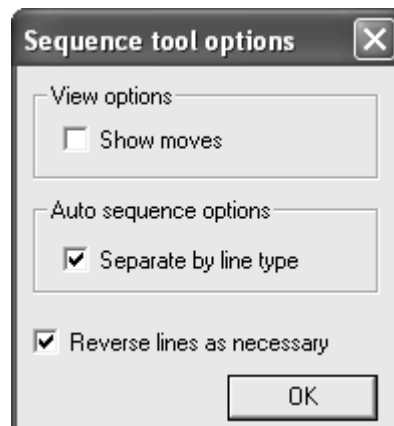 Sequence tool options
View options
Show moves
Auto sequence options
Separate by line type
Reverse lines as necessary
OK